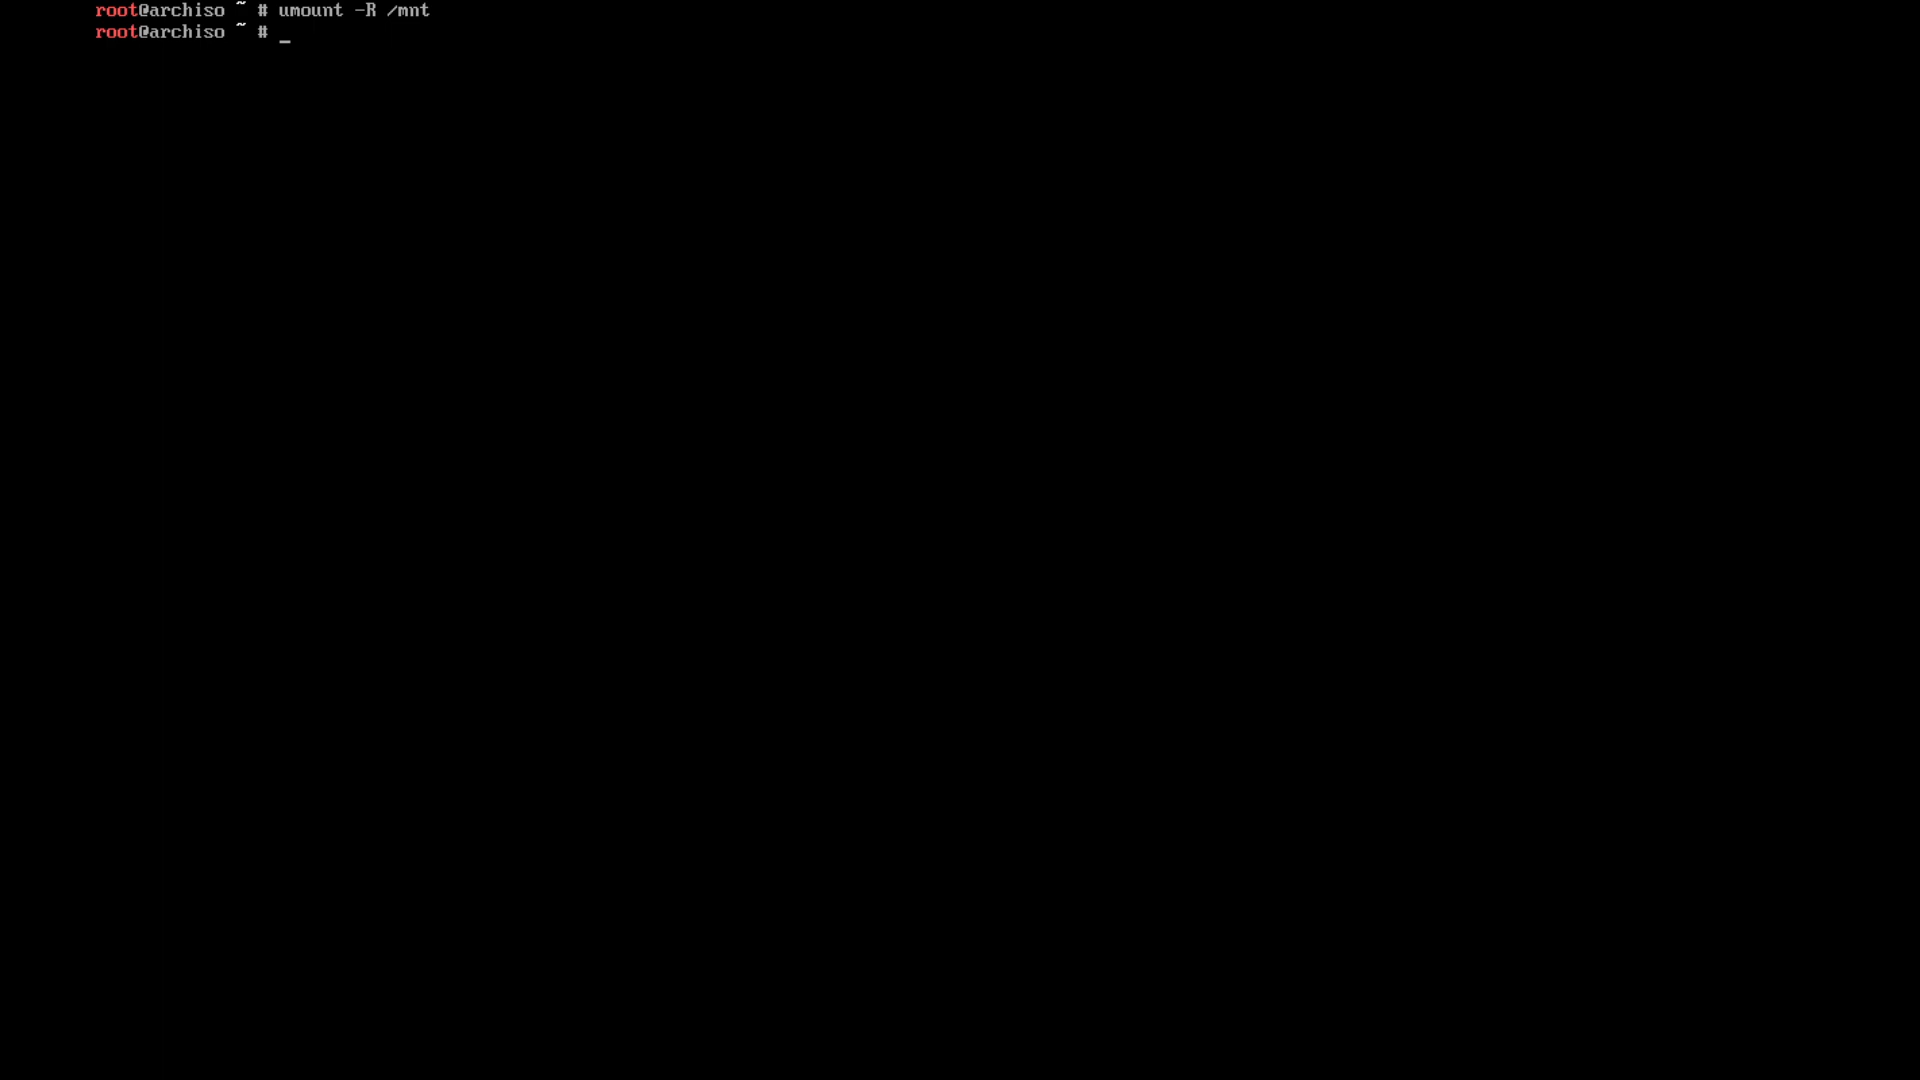 root@archiso ~ # umount -R /mnt
root@archiso ~ # _